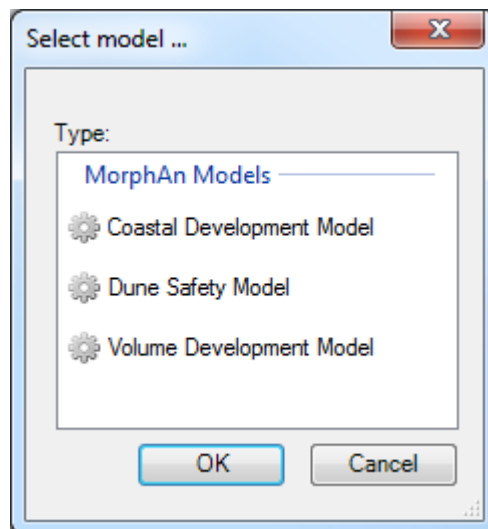 Select model ...
Type:
MorphAn Models
Coastal Development Model
Dune Safety Model
Volume Development Model
OK Cancel